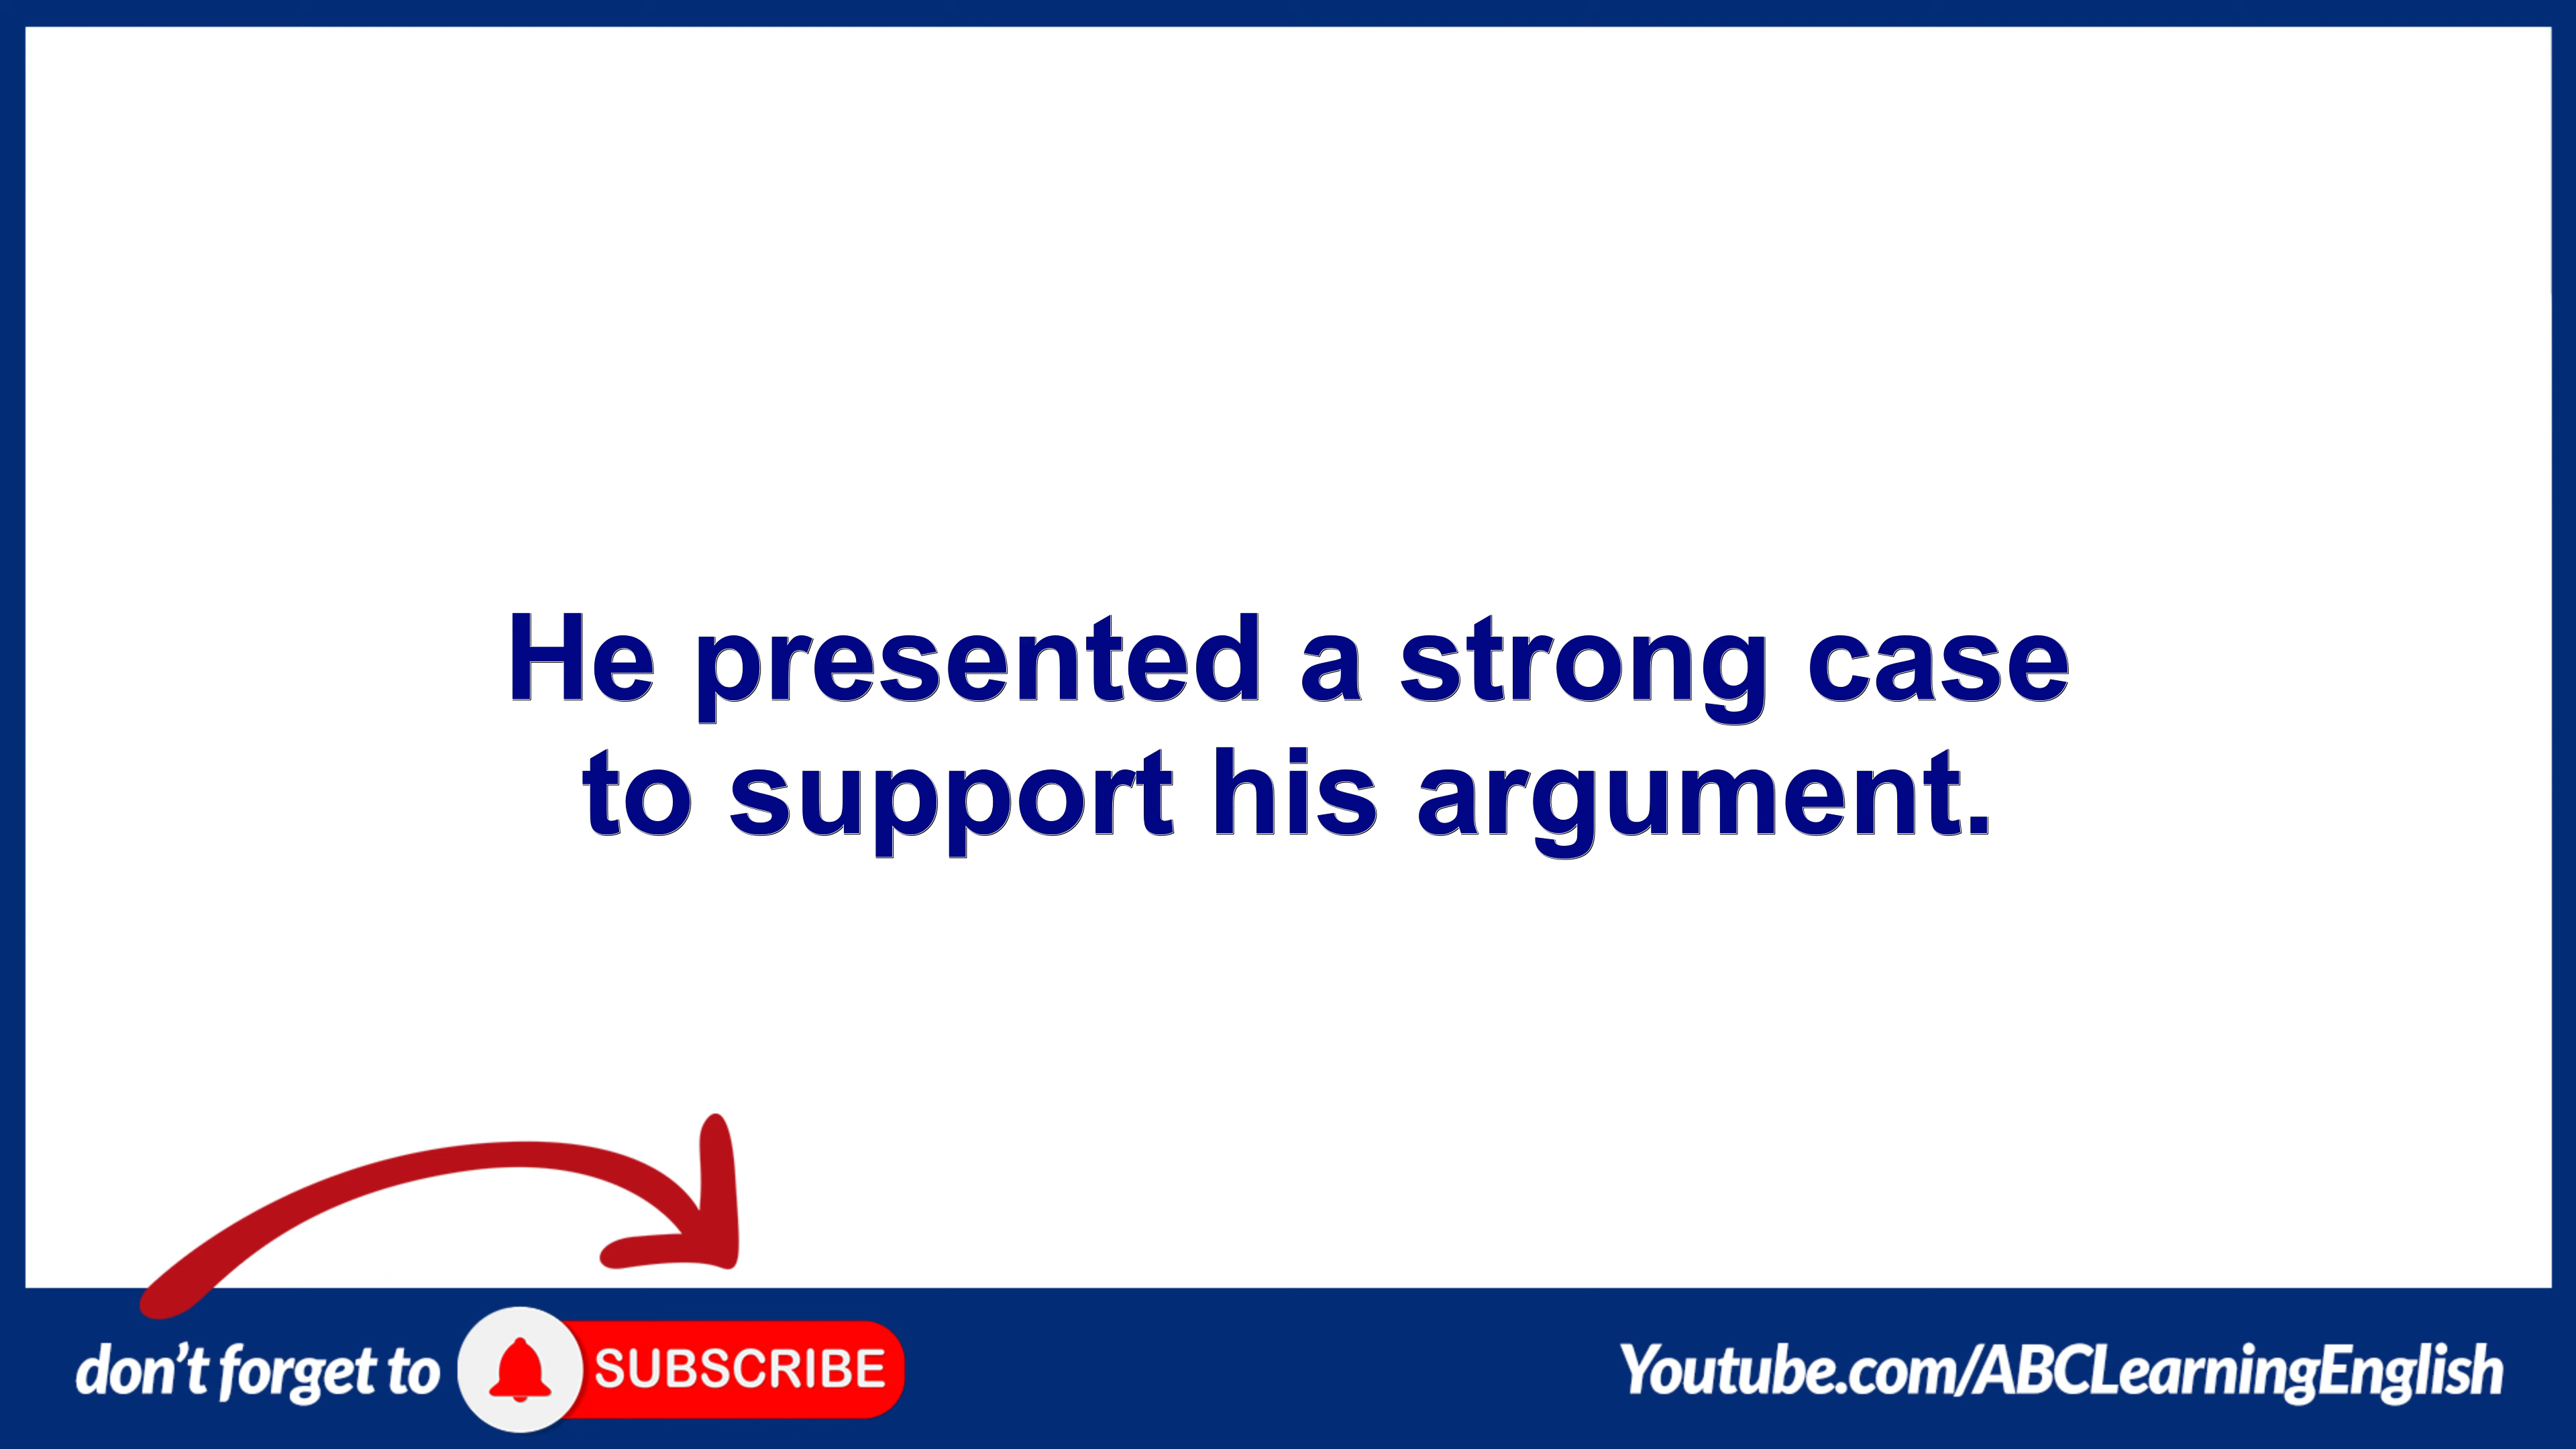 He presented a strong case
to support his argument.
don't forget to SUBSCRIBE
Youtube.com/ABCLearningEnglish